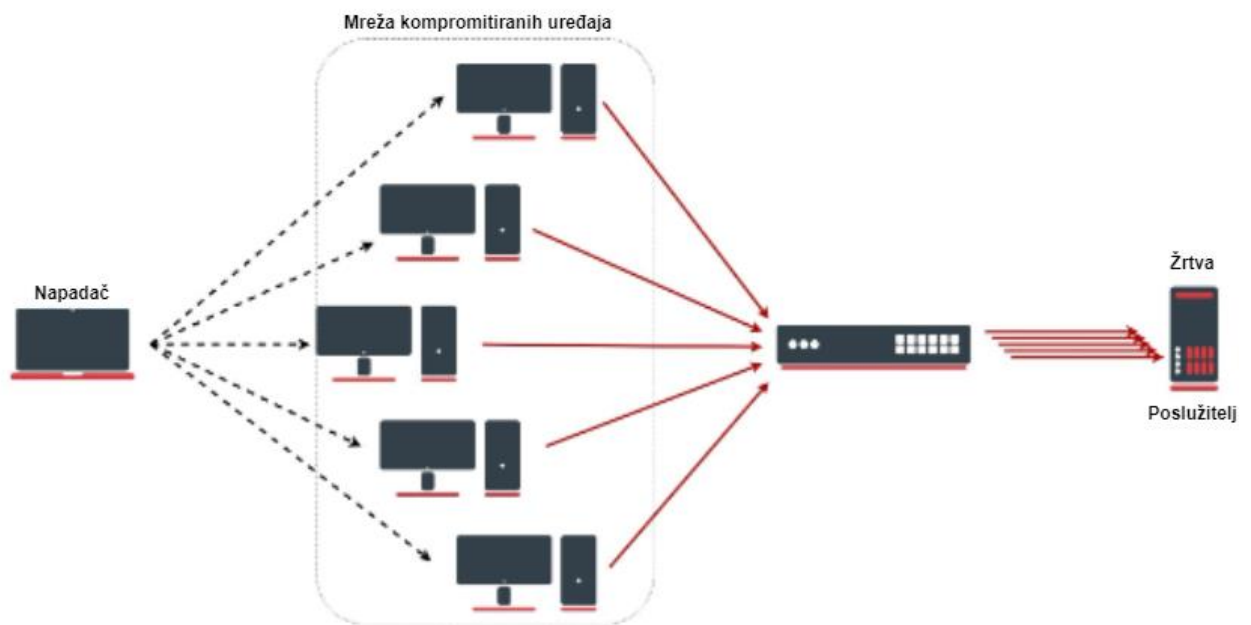 Mreža kompromitiranih uređaja
Napadač
Žrtva
Poslužitelj